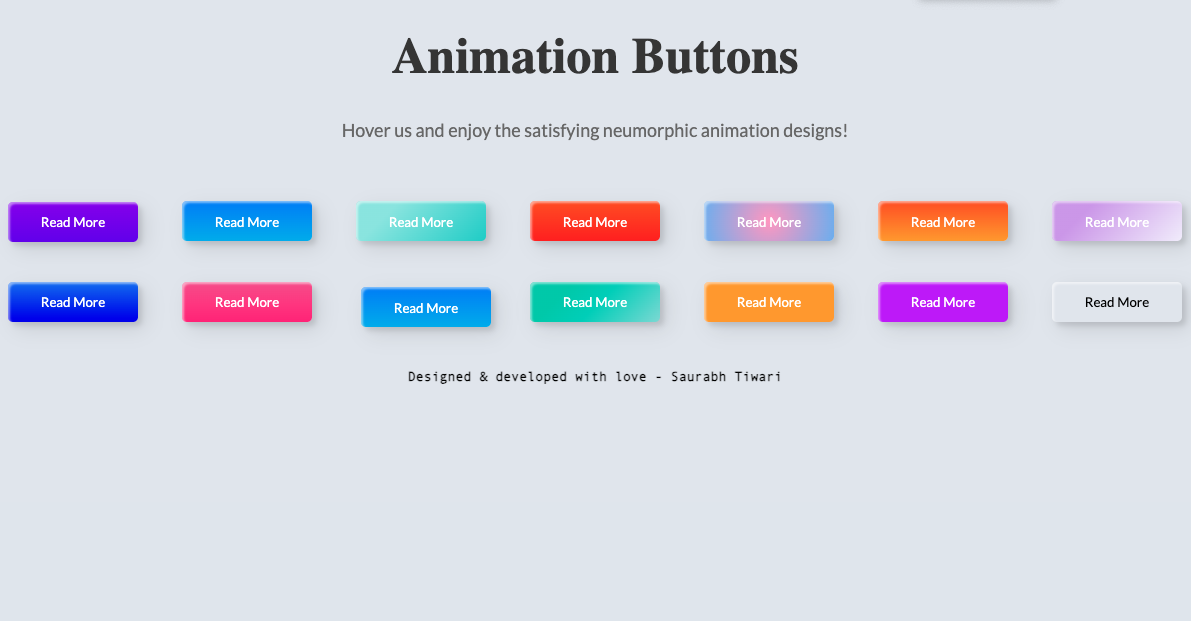 Animation Buttons
Hover us and enjoy the satisfying neumorphic animation designs!
Read More Read More Read More Read More Read More Read More Read More
Read More Read More Read More Read More Read More Read More Read More
Designed & developed with love - Saurabh Tiwari